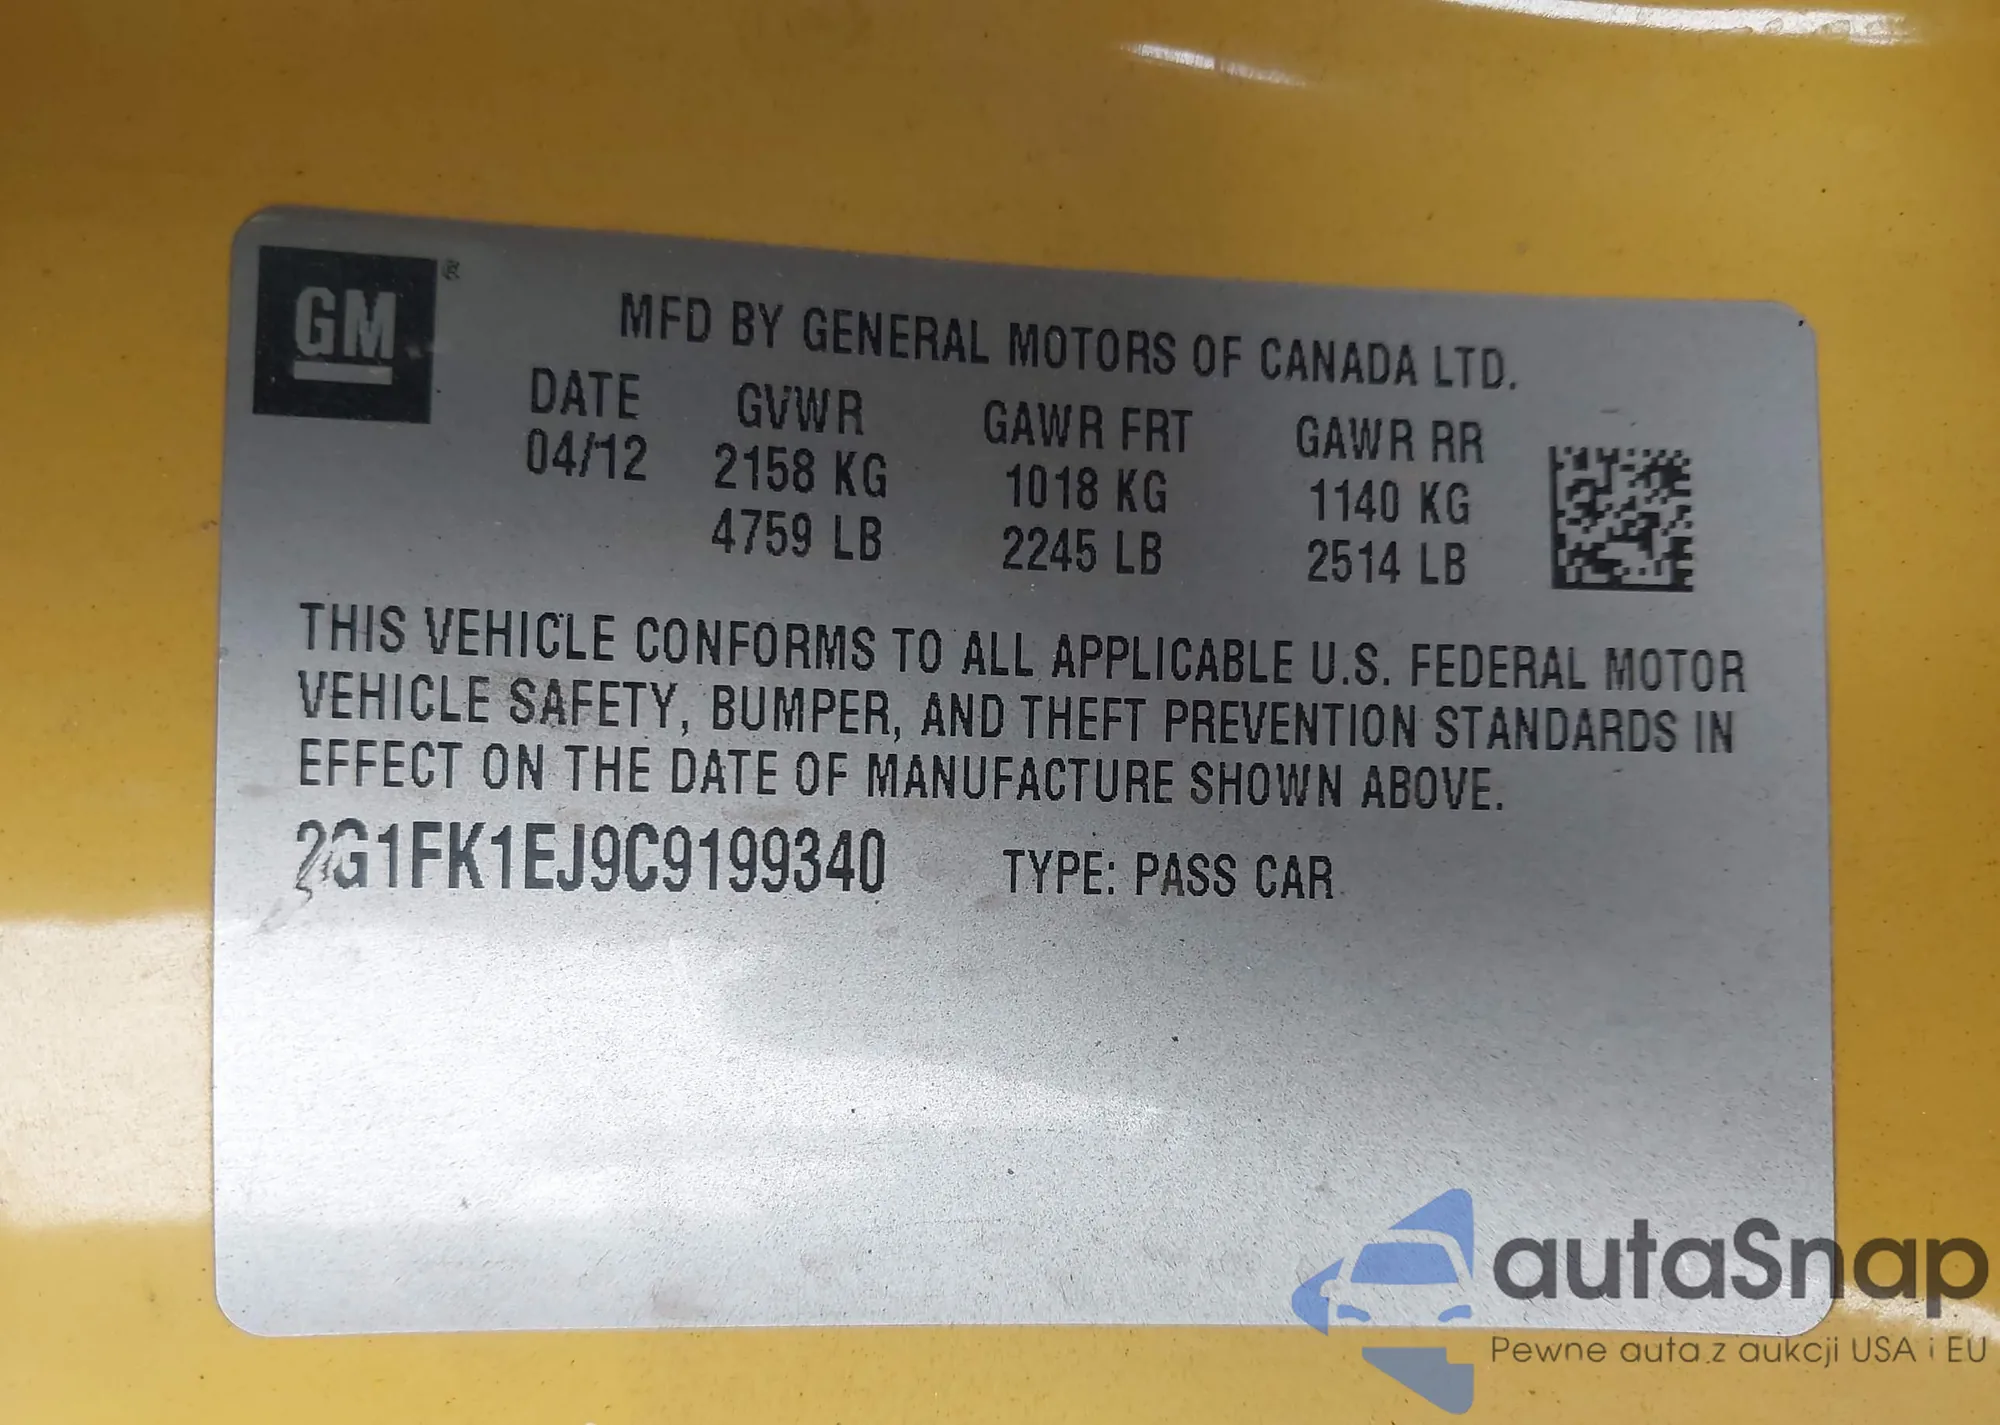 GM®
MFD BY GENERAL MOTORS OF CANADA LTD.
DATE GVWR GAWR FRT GAWR RR
04/12 2158 KG 1018 KG 1140 KG
4759 LB 2245 LB 2514 LB
THIS VEHICLE CONFORMS TO ALL APPLICABLE U.S. FEDERAL MOTOR
VEHICLE SAFETY, BUMPER, AND THEFT PREVENTION STANDARDS IN
EFFECT ON THE DATE OF MANUFACTURE SHOWN ABOVE.
2G1FK1EJ9C9199340 TYPE: PASS CAR
autaSnap
Pewne auta z aukcji USA i EU